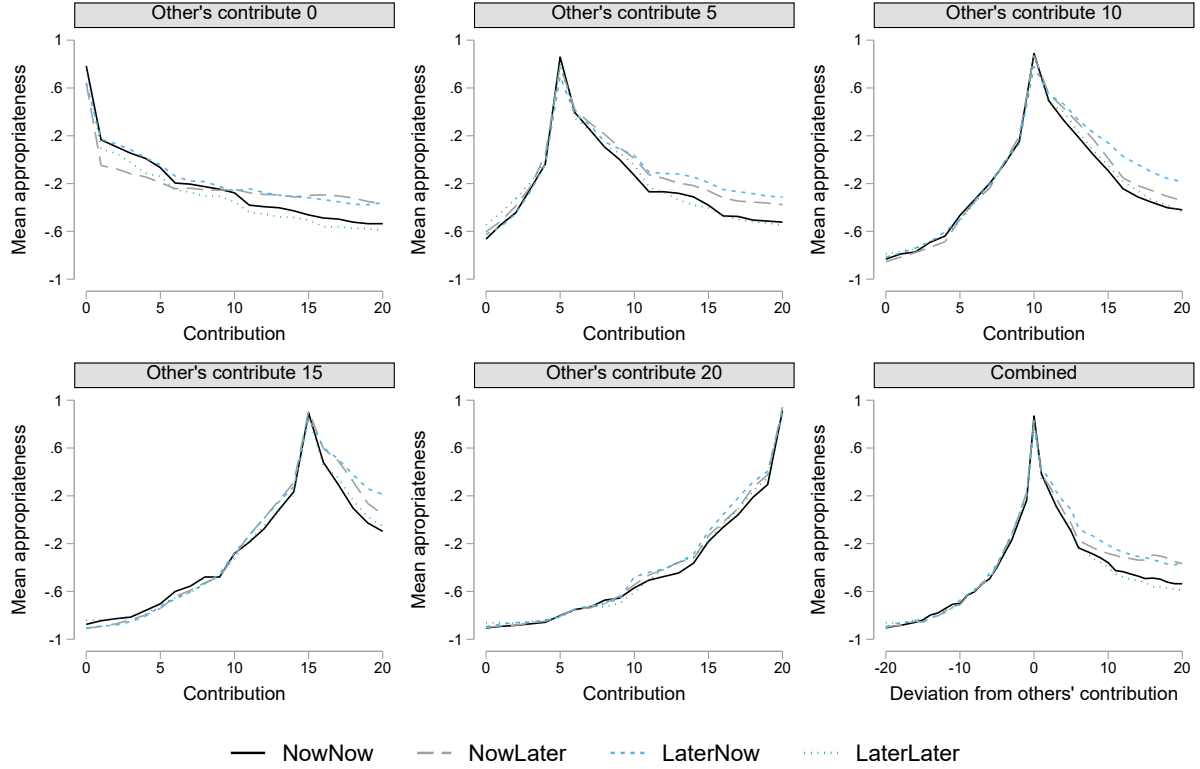 Other's contribute 0
Mean appropriateness
1
.6
.2
-.2
-.6
-1
0 5 10 15 20
Contribution
Other's contribute 5
Mean appropriateness
1
.6
.2
-.2
-.6
-1
0 5 10 15 20
Contribution
Other's contribute 10
Mean appropriateness
1
.6
.2
-.2
-.6
-1
0 5 10 15 20
Contribution
Other's contribute 15
Mean appropriateness
1
.6
.2
-.2
-.6
-1
0 5 10 15 20
Contribution
Other's contribute 20
Mean appropriateness
1
.6
.2
-.2
-.6
-1
0 5 10 15 20
Contribution
Combined
Mean appropriateness
1
.6
.2
-.2
-.6
-1
-20 -10 0 10 20
Deviation from others' contribution
NowNow NowLater LaterNow LaterLater